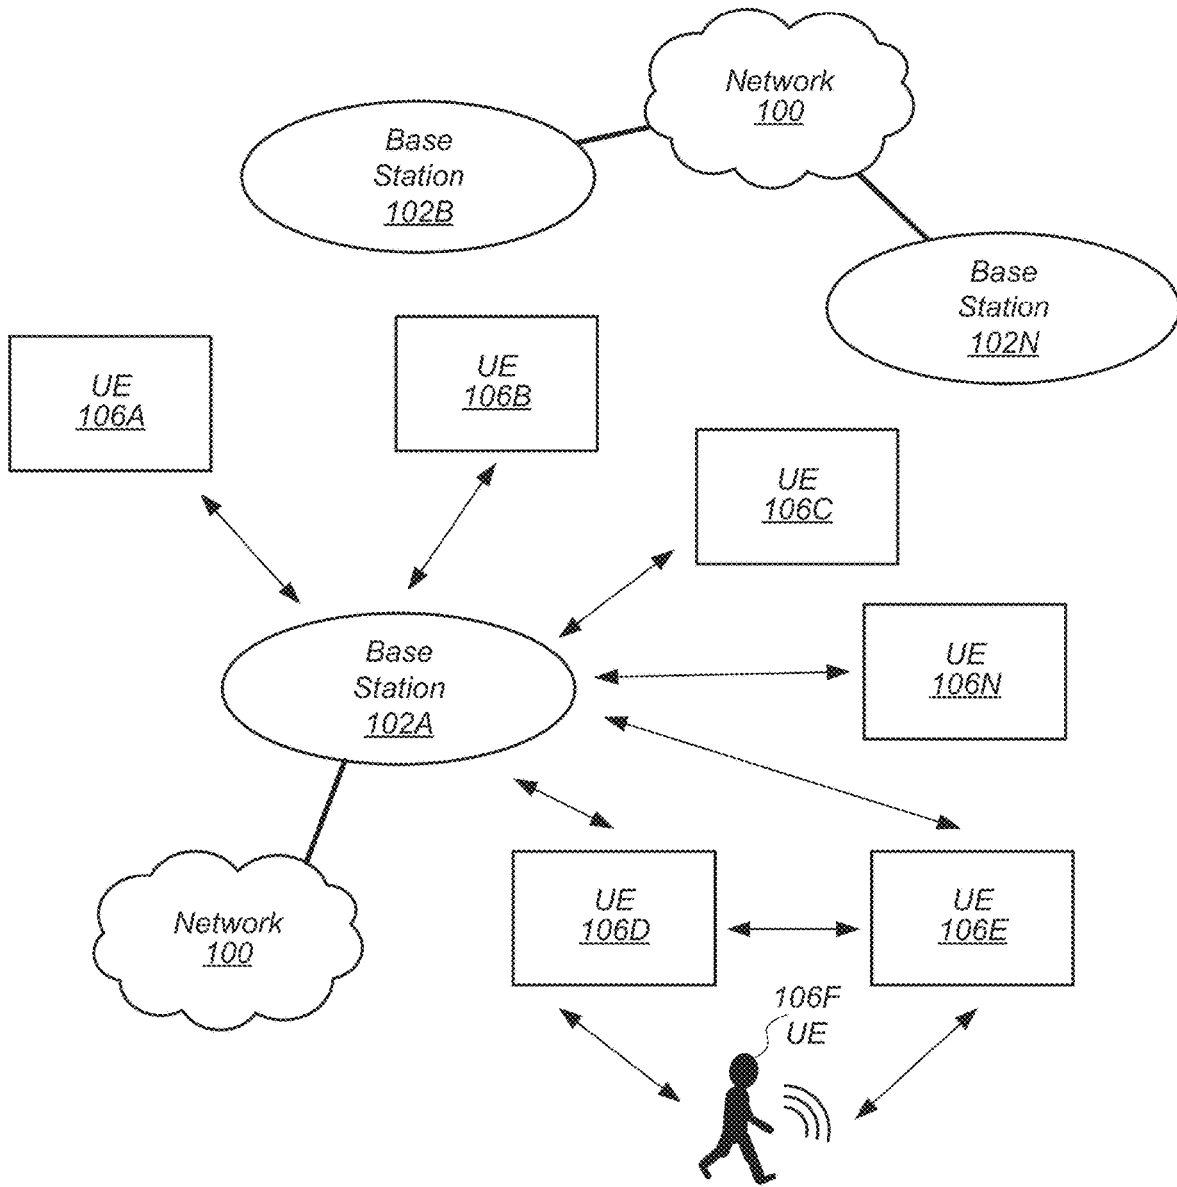 Network
100
Base
Station
102B
Base
Station
102N
UE
106A
UE
106B
UE
106C
Base
Station
102A
UE
106N
Network
100
UE
106D
UE
106E
106F
UE